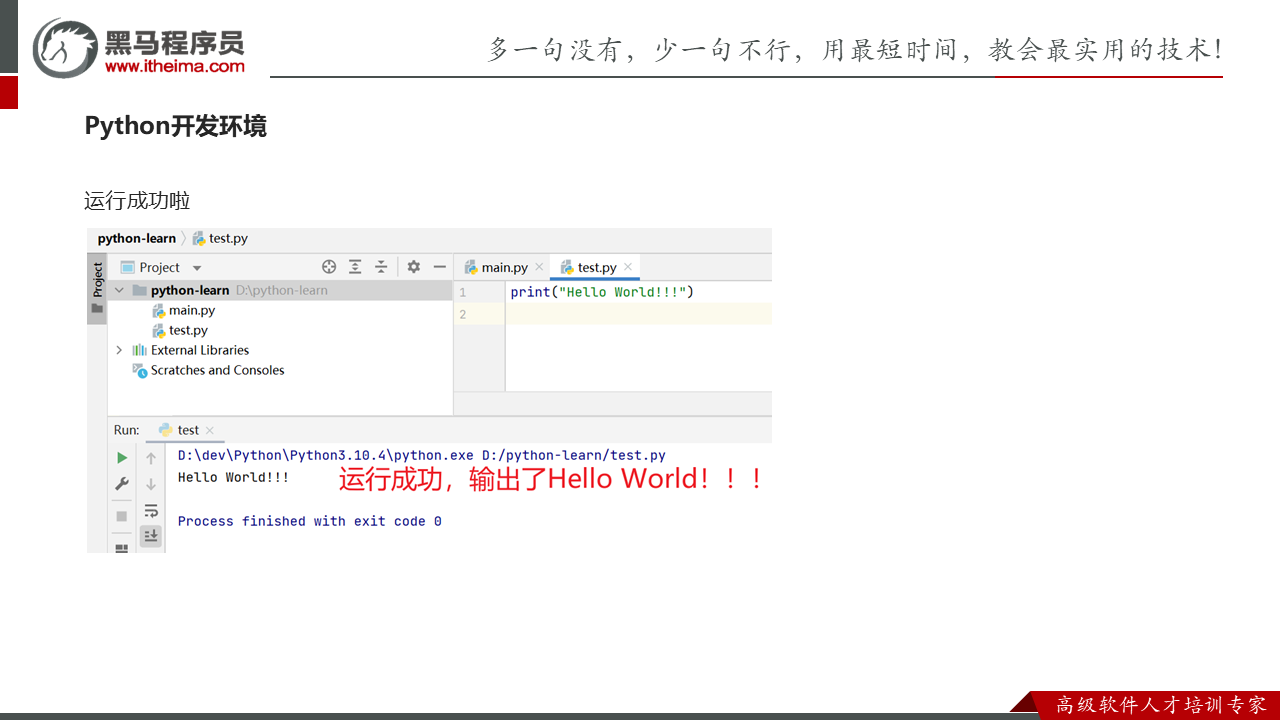 黑马程序员
www.itheima.com
多一句没有，少一句不行，用最短时间，教会最实用的技术！
Python开发环境
运行成功啦
python-learn test.py
Project
Project
main.py
test.py
python-learn D:\python-learn
main.py
test.py
External Libraries
Scratches and Consoles
1 print("Hello World!!!")
2
Run: test
D:\dev\Python\Python3.10.4\python.exe D:/python-learn/test.py
Hello World!!!
运行成功，输出了Hello World！！！
Process finished with exit code 0
高级软件人才培训专家